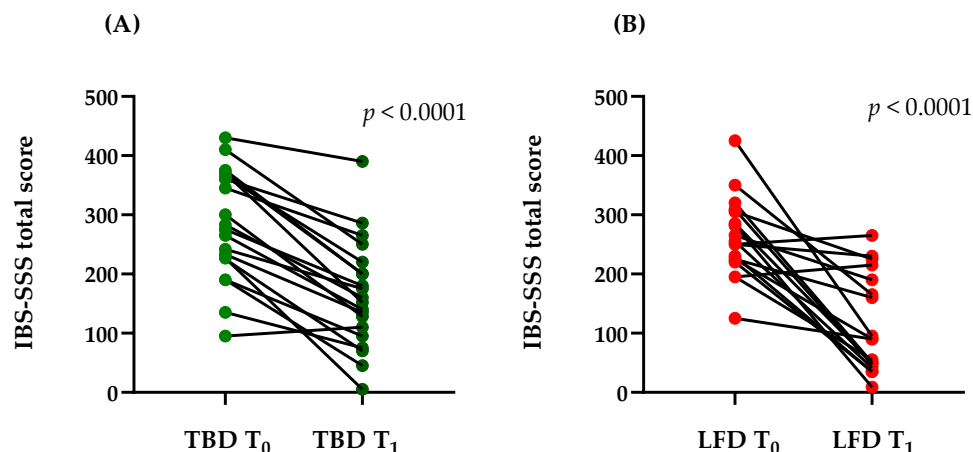 (A)
(B)
p < 0.0001
p < 0.0001
IBS-SSS total score
500
400
300
200
100
0
TBD T₀
TBD T₁
IBS-SSS total score
500
400
300
200
100
0
LFD T₀
LFD T₁